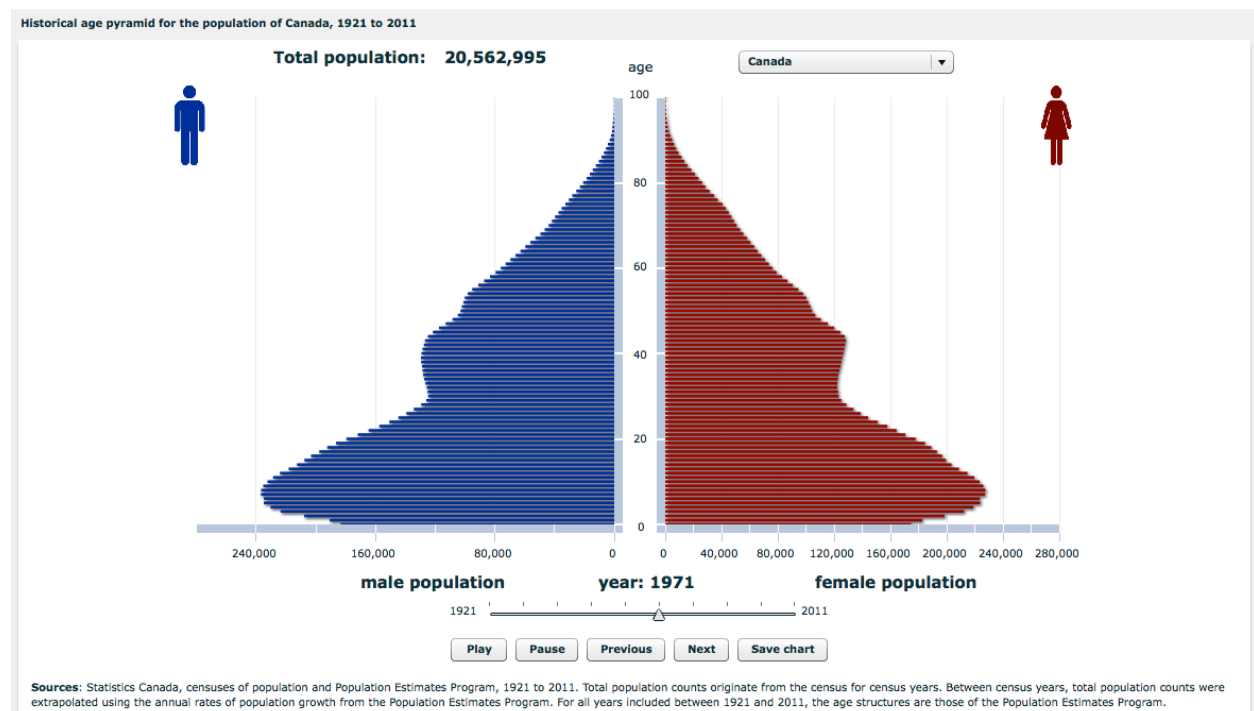 Historical age pyramid for the population of Canada, 1921 to 2011
Total population: 20,562,995
Canada
age
100
80
60
40
20
0
240,000 160,000 80,000 0 0 40,000 80,000 120,000 160,000 200,000 240,000 280,000
male population year: 1971 female population
1921 2011
Play Pause Previous Next Save chart
Sources: Statistics Canada, censuses of population and Population Estimates Program, 1921 to 2011. Total population counts originate from the census for census years. Between census years, total population counts were
extrapolated using the annual rates of population growth from the Population Estimates Program. For all years included between 1921 and 2011, the age structures are those of the Population Estimates Program.